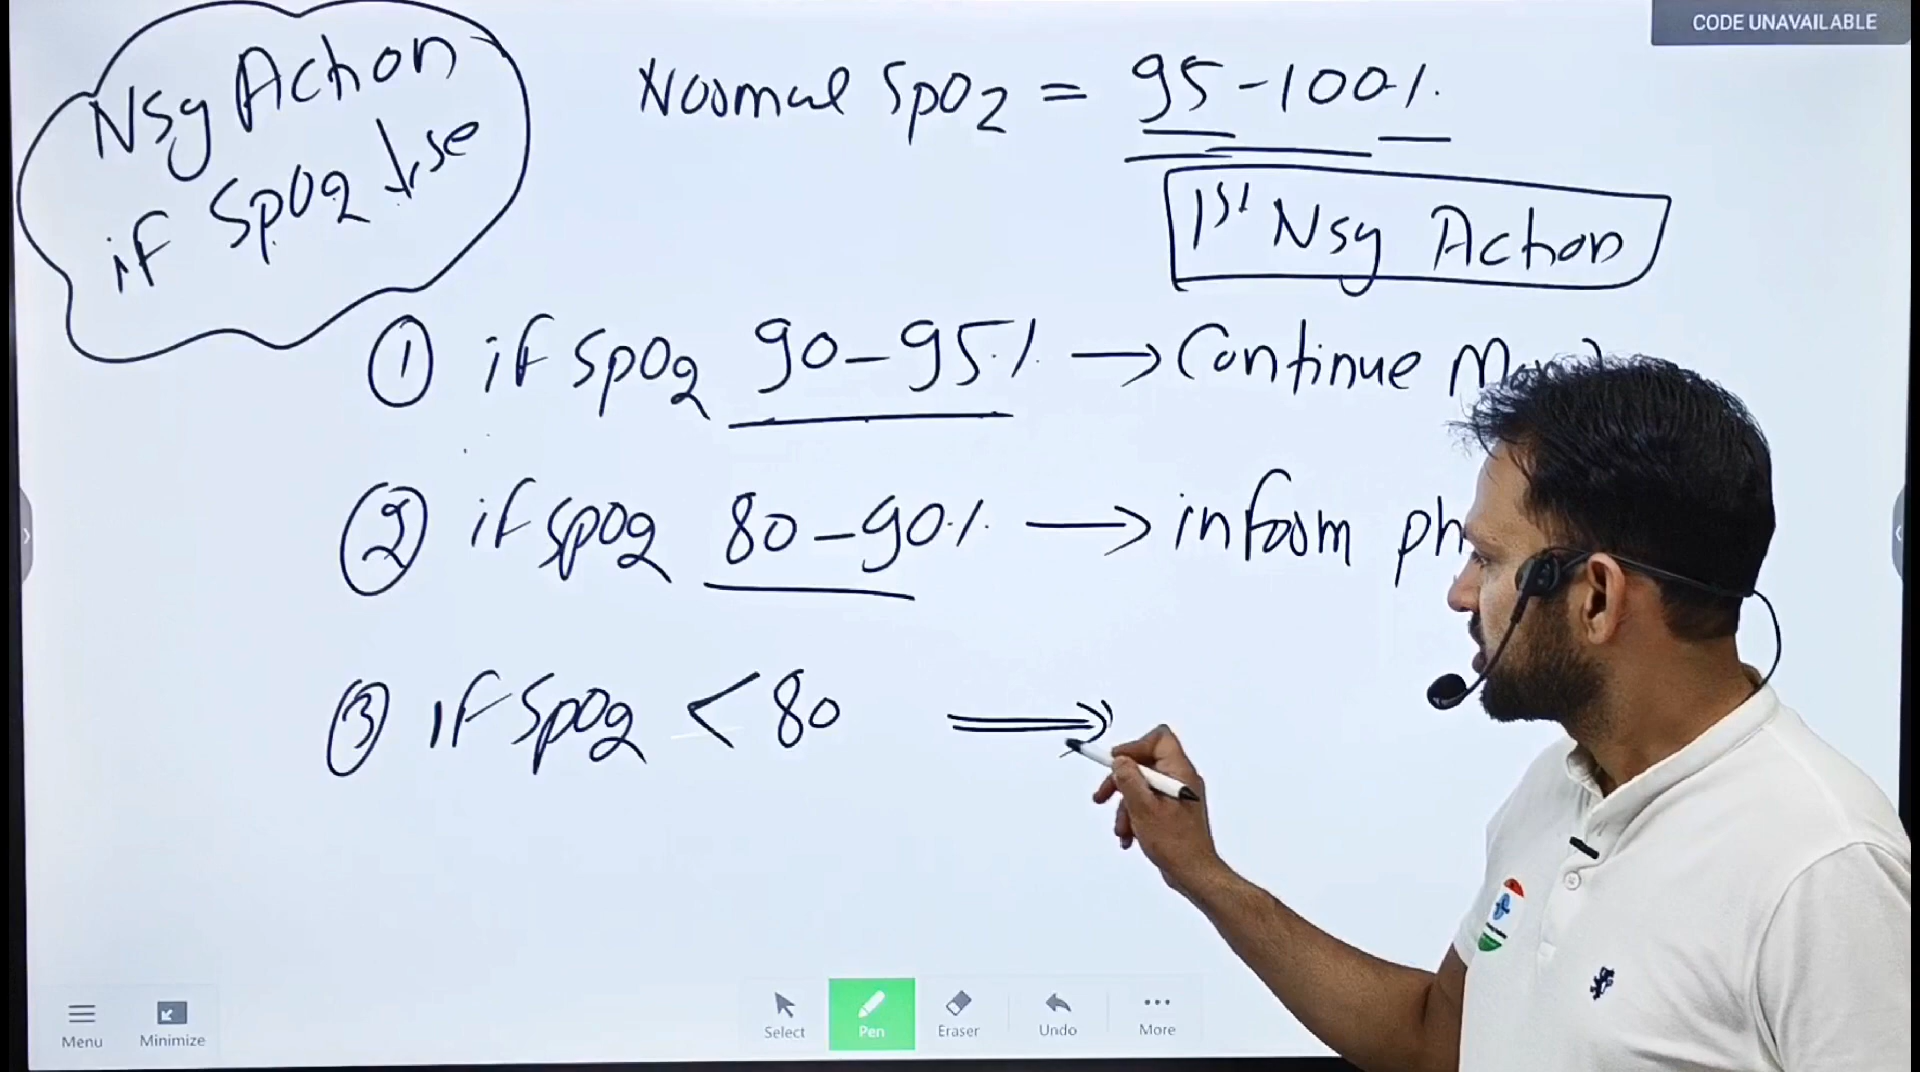 CODE UNAVAILABLE
Nsg Action
if SpO2 ↓se
Normal SpO2 = 95-100%
1st Nsg Action
① if SpO2 90-95% → Continue
② if SpO2 80-90% → inform
③ if SpO2 < 80 ⇒
Menu Minimize Select Pen Eraser Undo More